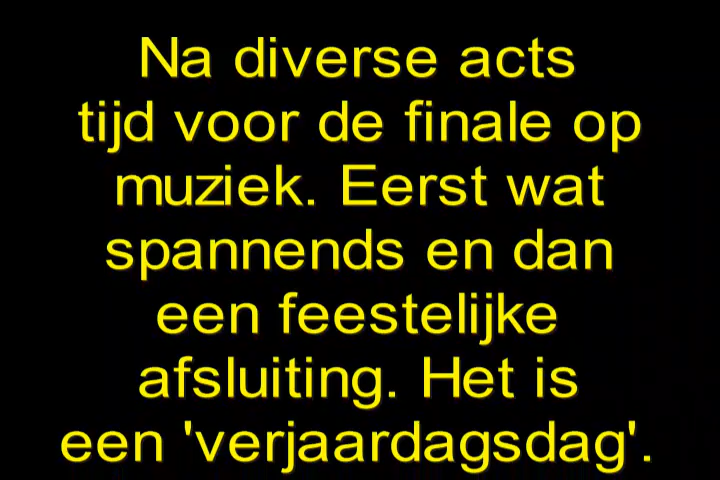 Na diverse acts
tijd voor de finale op
muziek. Eerst wat
spannends en dan
een feestelijke
afsluiting. Het is
een 'verjaardagsdag'.